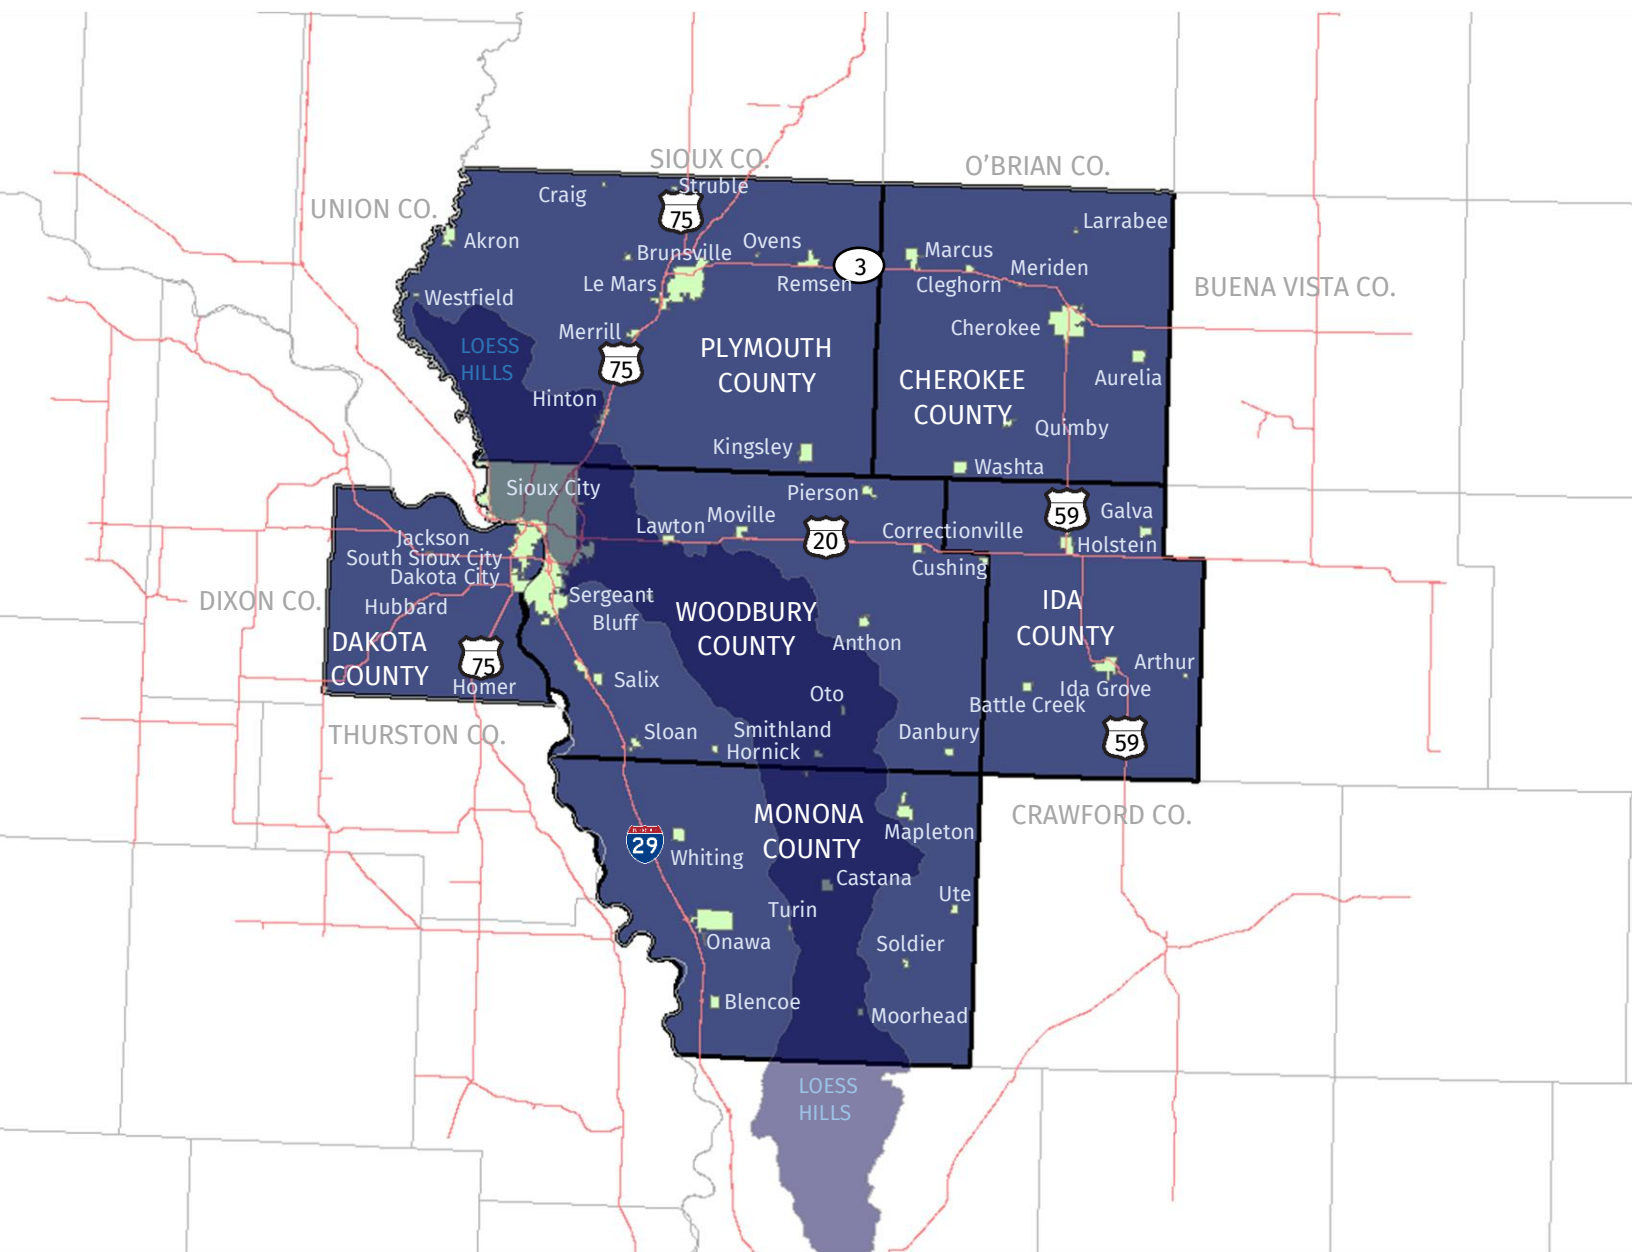 SIOUX CO.
O'BRIAN CO.
Craig
Struble
75
UNION CO.
Larrabee
Akron
Ovens
Marcus
Brunsville
3
Meriden
Le Mars
Remsen
Cleghorn
BUENA VISTA CO.
Westfield
Merrill
Cherokee
LOESS
HILLS
75
PLYMOUTH
COUNTY
CHEROKEE
COUNTY
Aurelia
Hinton
Quimby
Kingsley
Washta
Sioux City
Pierson
59
Galva
Lawton
Moville
20
Correctionville
Holstein
Jackson
South Sioux City
Dakota City
Cushing
DIXON CO.
Hubbard
Sergeant
Bluff
WOODBURY
COUNTY
IDA
COUNTY
Anthon
DAKOTA
COUNTY
75
Homer
Salix
Arthur
Ida Grove
Battle Creek
Oto
THURSTON CO.
Sloan
Smithland
Hornick
Danbury
59
MONONA
COUNTY
CRAWFORD CO.
Mapleton
29
Whiting
Castana
Ute
Turin
Onawa
Soldier
Blencoe
Moorhead
LOESS
HILLS